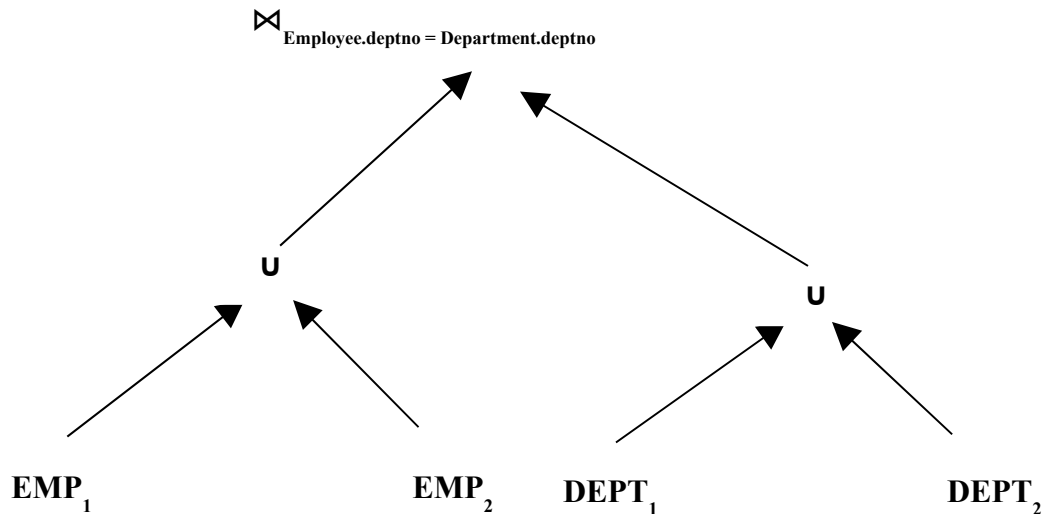 ⋈ Employee.deptno = Department.deptno
∪
∪
EMP₁
EMP₂
DEPT₁
DEPT₂